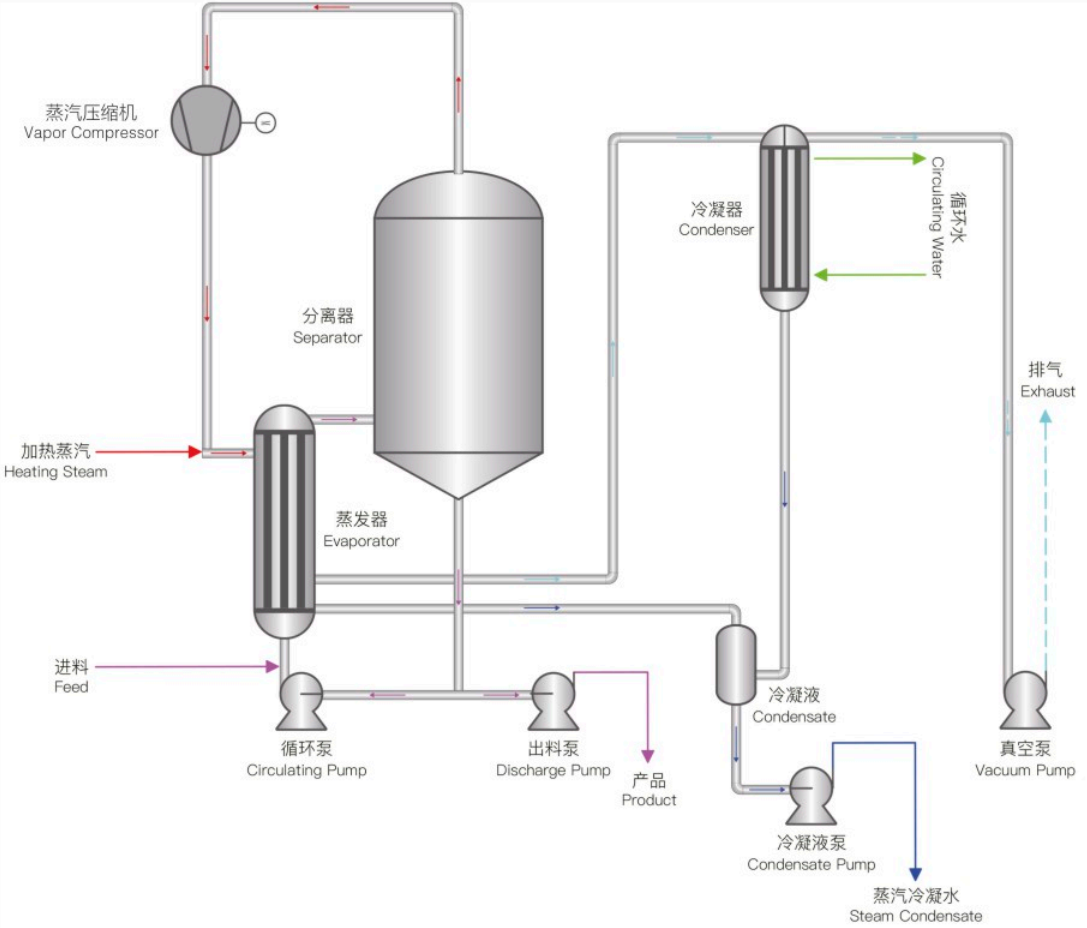 蒸汽压缩机
Vapor Compressor
冷凝器
Condenser
循环水
Circulating Water
分离器
Separator
排气
Exhaust
加热蒸汽
Heating Steam
蒸发器
Evaporator
进料
Feed
冷凝液
Condensate
循环泵
Circulating Pump
出料泵
Discharge Pump
真空泵
Vacuum Pump
产品
Product
冷凝液泵
Condensate Pump
蒸汽冷凝水
Steam Condensate